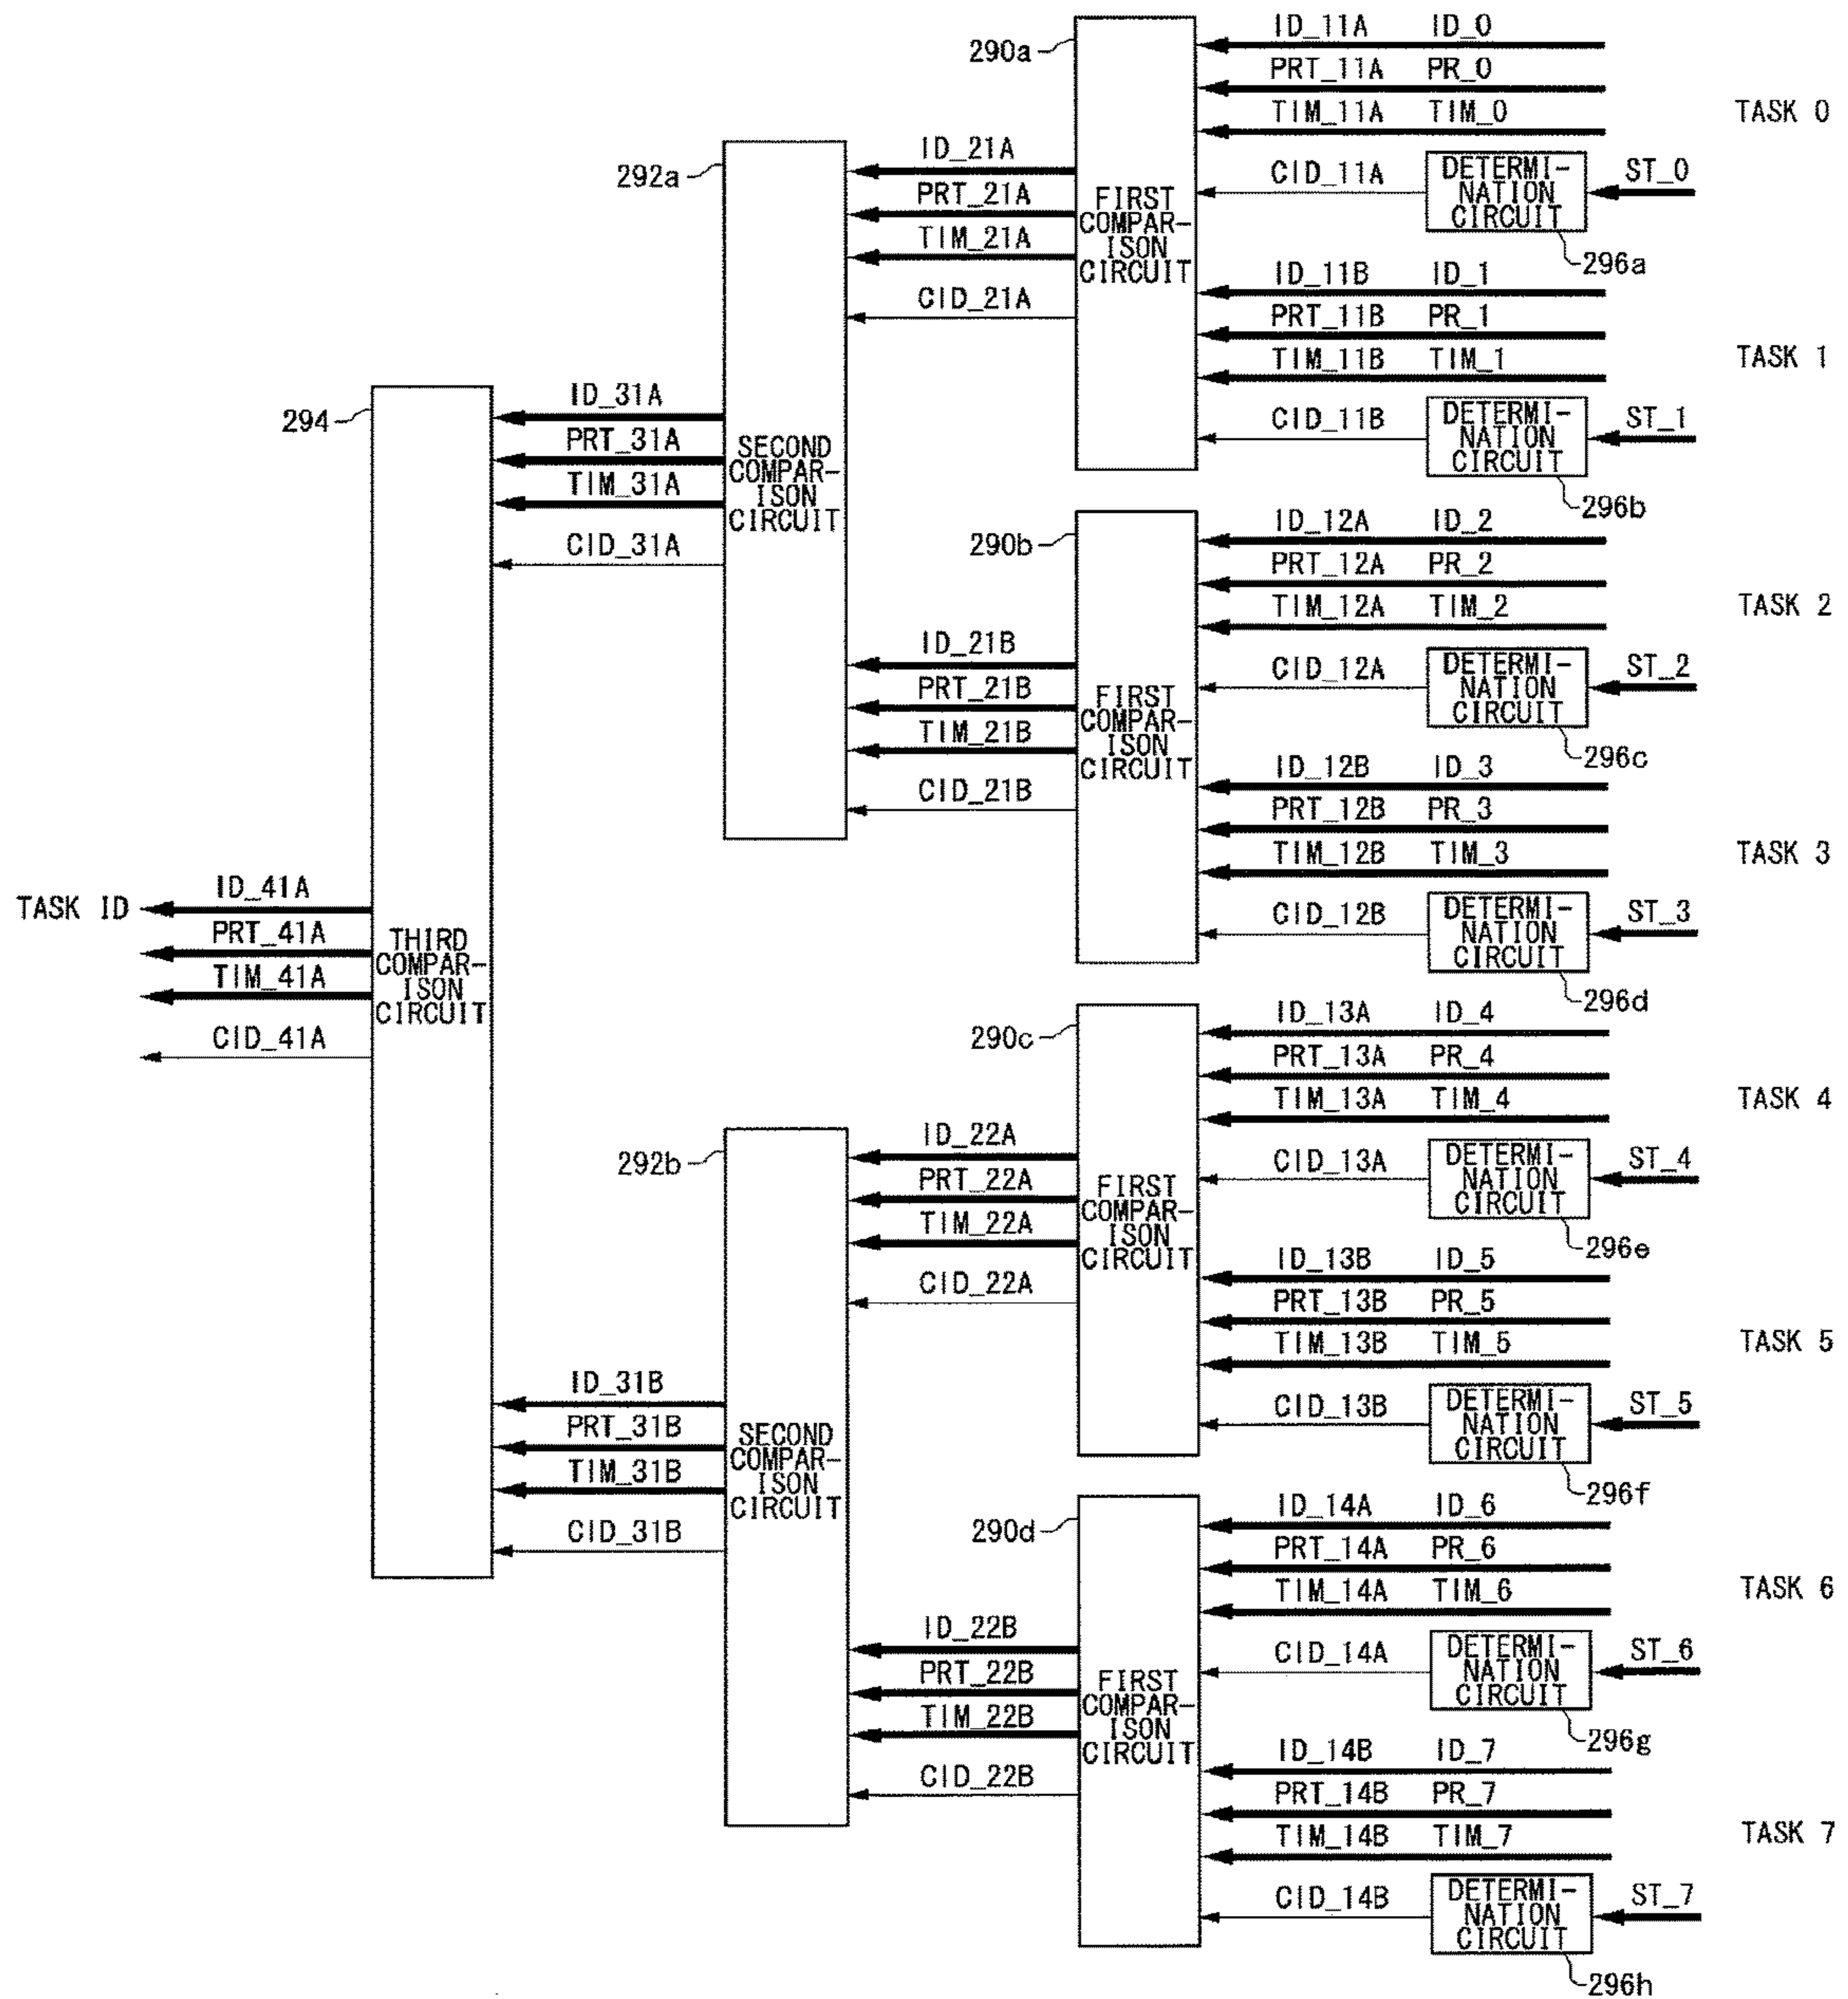 290a
ID_11A ID_0
PRT_11A PR_0
TIM_11A TIM_0
TASK 0
CID_11A
DETERMI-
NATION
CIRCUIT
ST_0
296a
ID_11B ID_1
PRT_11B PR_1
TIM_11B TIM_1
TASK 1
CID_11B
DETERMI-
NATION
CIRCUIT
ST_1
296b
FIRST
COMPAR-
ISON
CIRCUIT
290b
ID_12A ID_2
PRT_12A PR_2
TIM_12A TIM_2
TASK 2
CID_12A
DETERMI-
NATION
CIRCUIT
ST_2
296c
ID_12B ID_3
PRT_12B PR_3
TIM_12B TIM_3
TASK 3
CID_12B
DETERMI-
NATION
CIRCUIT
ST_3
296d
FIRST
COMPAR-
ISON
CIRCUIT
290c
ID_13A ID_4
PRT_13A PR_4
TIM_13A TIM_4
TASK 4
CID_13A
DETERMI-
NATION
CIRCUIT
ST_4
296e
ID_13B ID_5
PRT_13B PR_5
TIM_13B TIM_5
TASK 5
CID_13B
DETERMI-
NATION
CIRCUIT
ST_5
296f
FIRST
COMPAR-
ISON
CIRCUIT
290d
ID_14A ID_6
PRT_14A PR_6
TIM_14A TIM_6
TASK 6
CID_14A
DETERMI-
NATION
CIRCUIT
ST_6
296g
ID_14B ID_7
PRT_14B PR_7
TIM_14B TIM_7
TASK 7
CID_14B
DETERMI-
NATION
CIRCUIT
ST_7
296h
FIRST
COMPAR-
ISON
CIRCUIT
292a
ID_21A
PRT_21A
TIM_21A
CID_21A
ID_21B
PRT_21B
TIM_21B
CID_21B
SECOND
COMPAR-
ISON
CIRCUIT
292b
ID_22A
PRT_22A
TIM_22A
CID_22A
ID_22B
PRT_22B
TIM_22B
CID_22B
SECOND
COMPAR-
ISON
CIRCUIT
294
ID_31A
PRT_31A
TIM_31A
CID_31A
ID_31B
PRT_31B
TIM_31B
CID_31B
THIRD
COMPAR-
ISON
CIRCUIT
TASK ID
ID_41A
PRT_41A
TIM_41A
CID_41A